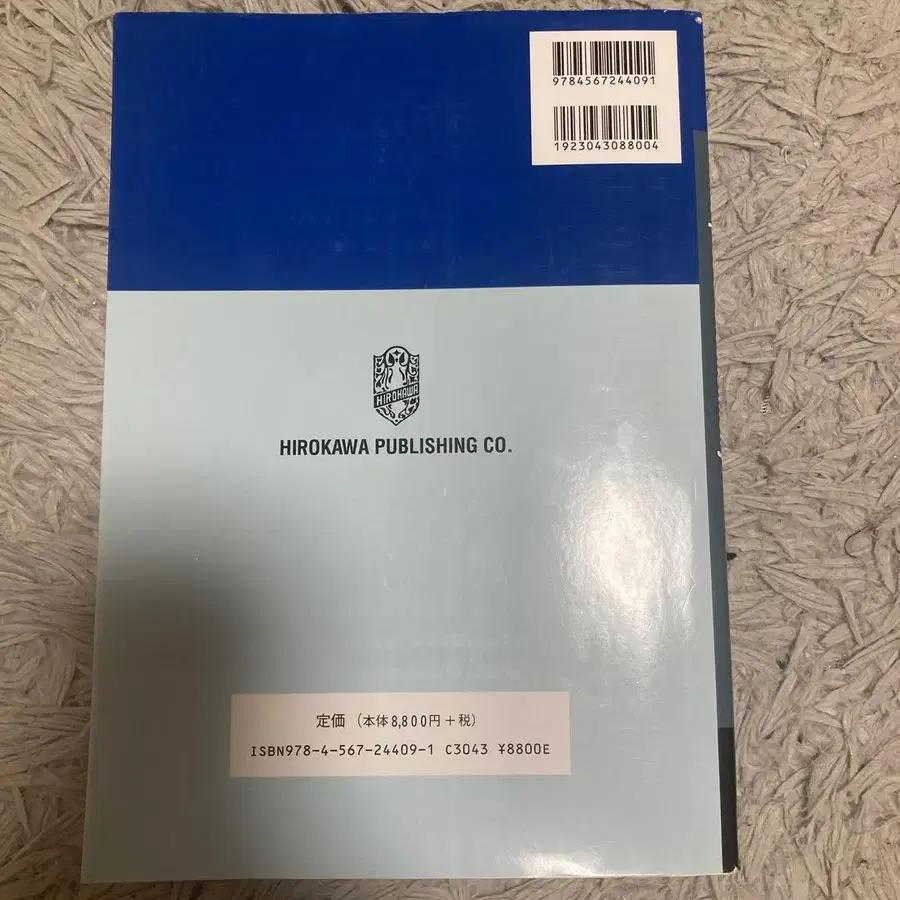 9784567244091
1923043088004
HIROKAWA
HIROKAWA PUBLISHING CO.
定価（本体8,800円＋税）
ISBN978-4-567-24409-1 C3043 ¥8800E